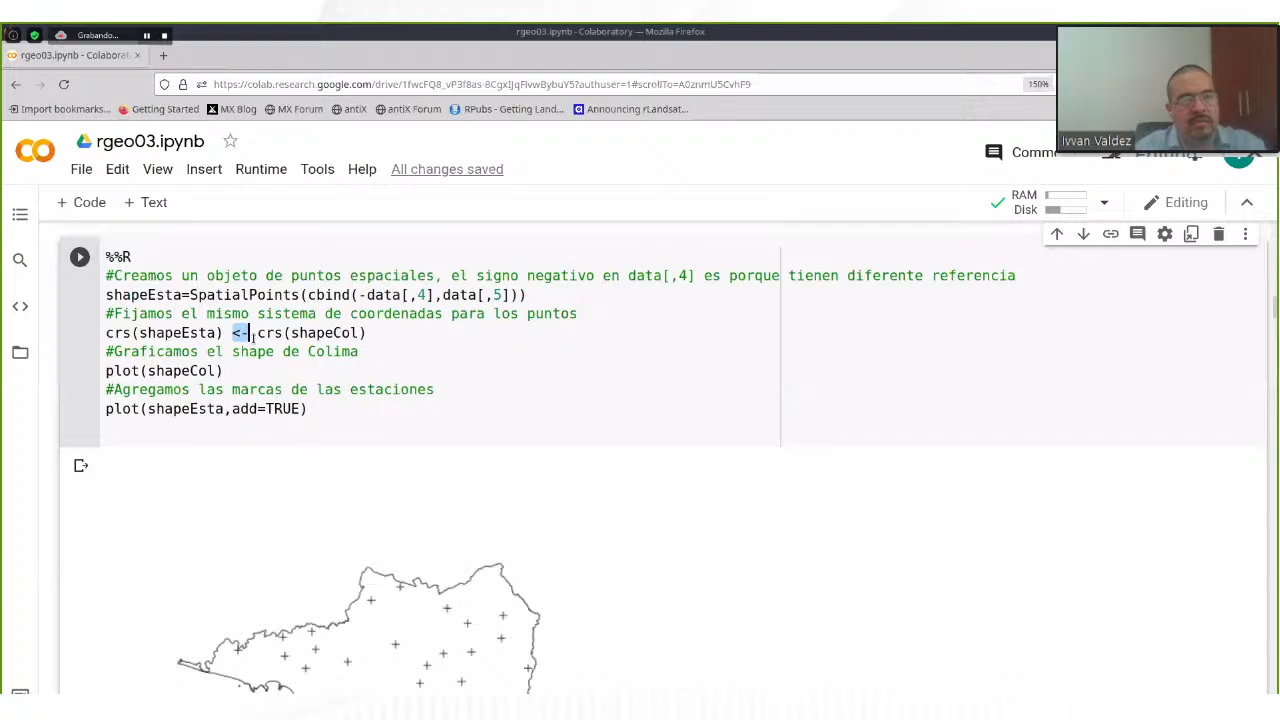 Grabando...
rgeo03.ipynb - Colaboratory — Mozilla Firefox
rgeo03.ipynb - Colaborat
https://colab.research.google.com/drive/1fwcFQ8_vP3f8as-8CgxIJqFlvwBybuY5?authuser=1#scrollTo=A0znmU5CvhF9
150%
Import bookmarks... Getting Started MX Blog MX Forum antiX antiX Forum RPubs - Getting Land... Announcing rLandsat...
Ivvan Valdez
rgeo03.ipynb
File Edit View Insert Runtime Tools Help All changes saved
Comm
+ Code + Text
RAM
Disk
Editing
%%R
#Creamos un objeto de puntos espaciales, el signo negativo en data[,4] es porque tienen diferente referencia
shapeEsta=SpatialPoints(cbind(-data[,4],data[,5]))
#Fijamos el mismo sistema de coordenadas para los puntos
crs(shapeEsta) <- crs(shapeCol)
#Graficamos el shape de Colima
plot(shapeCol)
#Agregamos las marcas de las estaciones
plot(shapeEsta,add=TRUE)